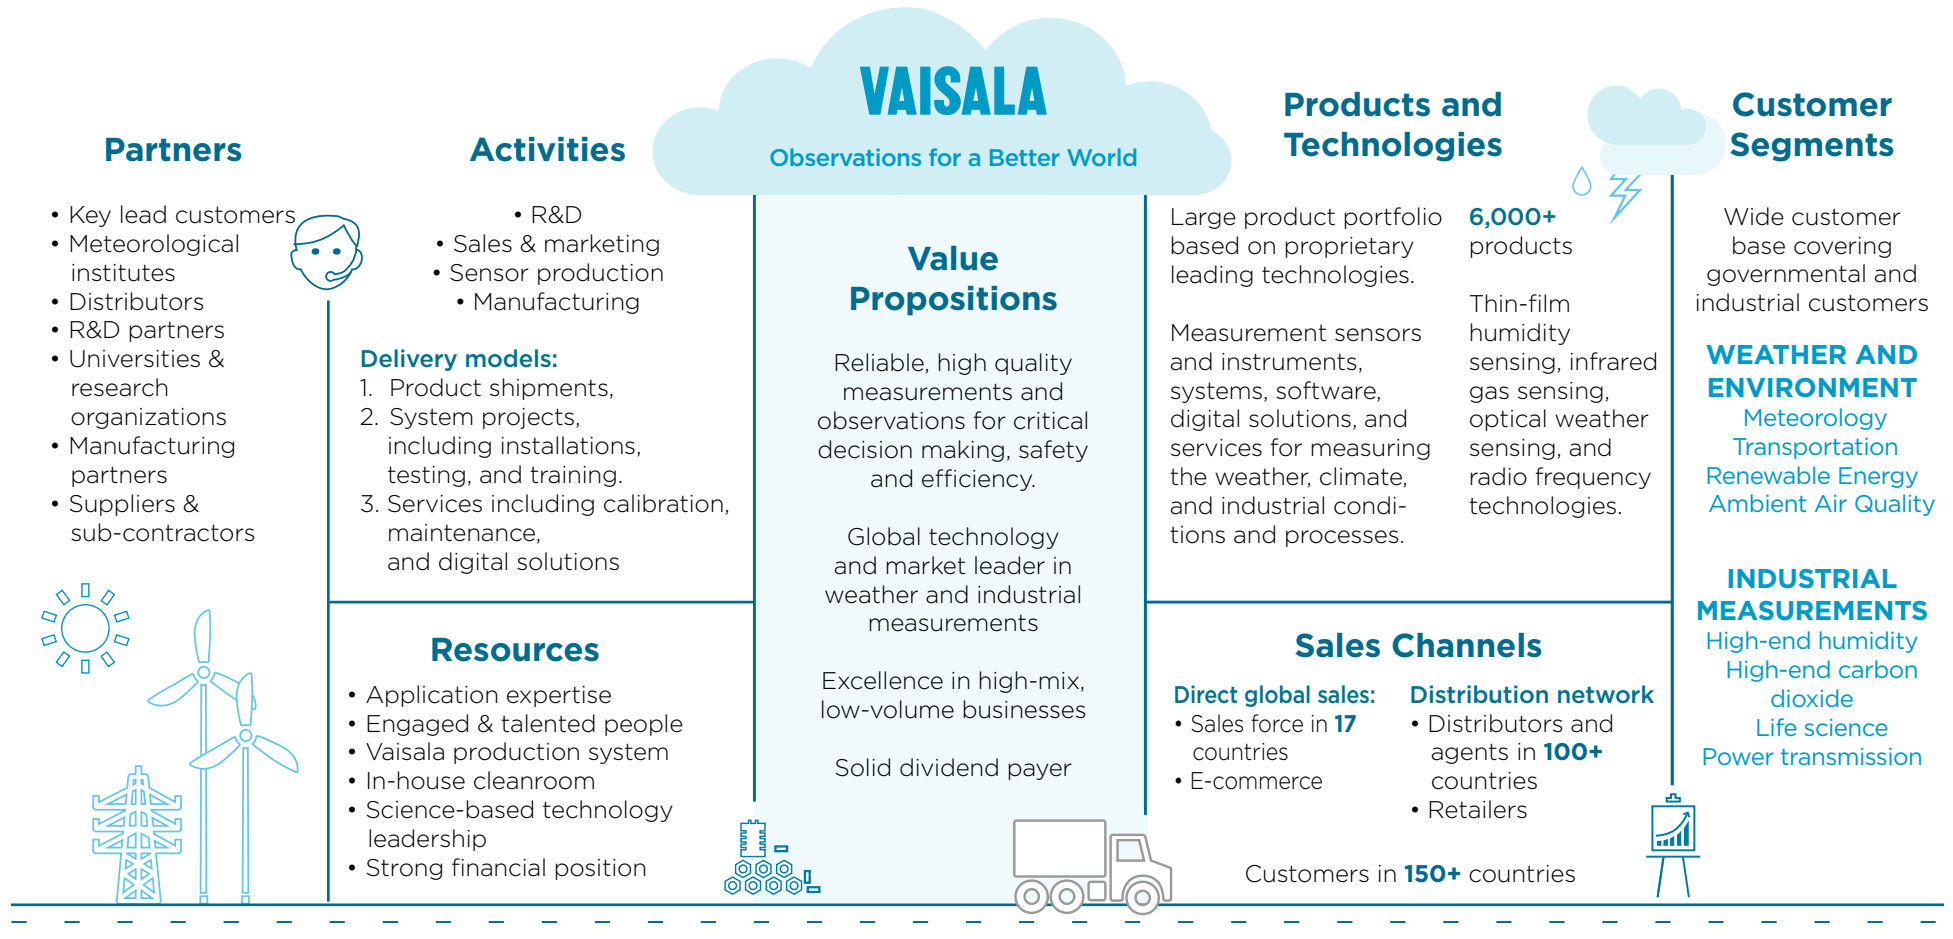 VAISALA
Observations for a Better World
Partners
• Key lead customers
• Meteorological
institutes
• Distributors
• R&D partners
• Universities &
research
organizations
• Manufacturing
partners
• Suppliers &
sub-contractors
Activities
• R&D
• Sales & marketing
• Sensor production
• Manufacturing
Delivery models:
1. Product shipments,
2. System projects,
including installations,
testing, and training.
3. Services including calibration,
maintenance,
and digital solutions
Resources
• Application expertise
• Engaged & talented people
• Vaisala production system
• In-house cleanroom
• Science-based technology
leadership
• Strong financial position
Value
Propositions
Reliable, high quality
measurements and
observations for critical
decision making, safety
and efficiency.
Global technology
and market leader in
weather and industrial
measurements
Excellence in high-mix,
low-volume businesses
Solid dividend payer
Products and
Technologies
Large product portfolio
based on proprietary
leading technologies.
Measurement sensors
and instruments,
systems, software,
digital solutions, and
services for measuring
the weather, climate,
and industrial condi-
tions and processes.
6,000+
products
Thin-film
humidity
sensing, infrared
gas sensing,
optical weather
sensing, and
radio frequency
technologies.
Sales Channels
Direct global sales:
• Sales force in 17
countries
• E-commerce
Distribution network
• Distributors and
agents in 100+
countries
• Retailers
Customers in 150+ countries
Customer
Segments
Wide customer
base covering
governmental and
industrial customers
WEATHER AND
ENVIRONMENT
Meteorology
Transportation
Renewable Energy
Ambient Air Quality
INDUSTRIAL
MEASUREMENTS
High-end humidity
High-end carbon
dioxide
Life science
Power transmission